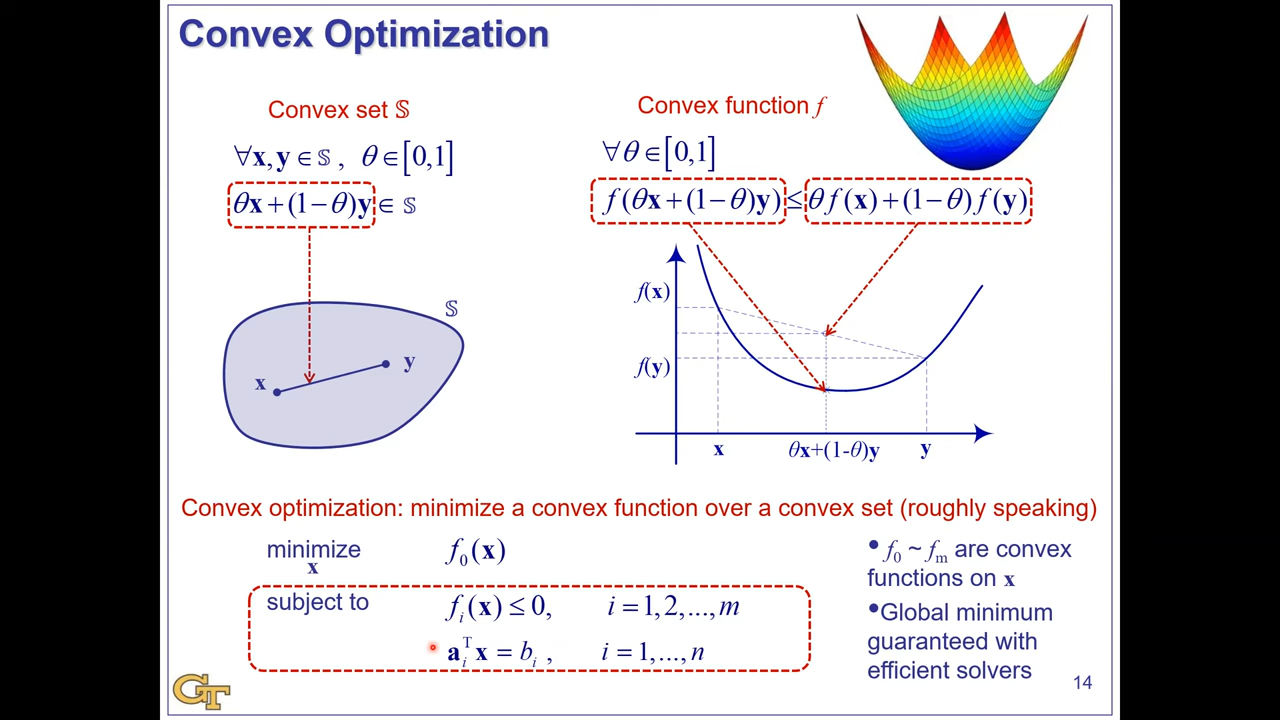 Convex Optimization
Convex set 𝕊
∀x, y ∈ 𝕊 , θ ∈ [0,1]
θx + (1 − θ)y ∈ 𝕊
𝕊
x
y
Convex function f
∀θ ∈ [0,1]
f(θx + (1 − θ)y) ≤ θf(x) + (1 − θ)f(y)
f(x)
f(y)
x θx+(1-θ)y y
Convex optimization: minimize a convex function over a convex set (roughly speaking)
minimize f₀(x)
x
subject to fᵢ(x) ≤ 0, i = 1, 2,..., m
aᵢᵀx = bᵢ , i = 1,..., n
•f₀ ~ fₘ are convex
functions on x
•Global minimum
guaranteed with
efficient solvers
GT
14